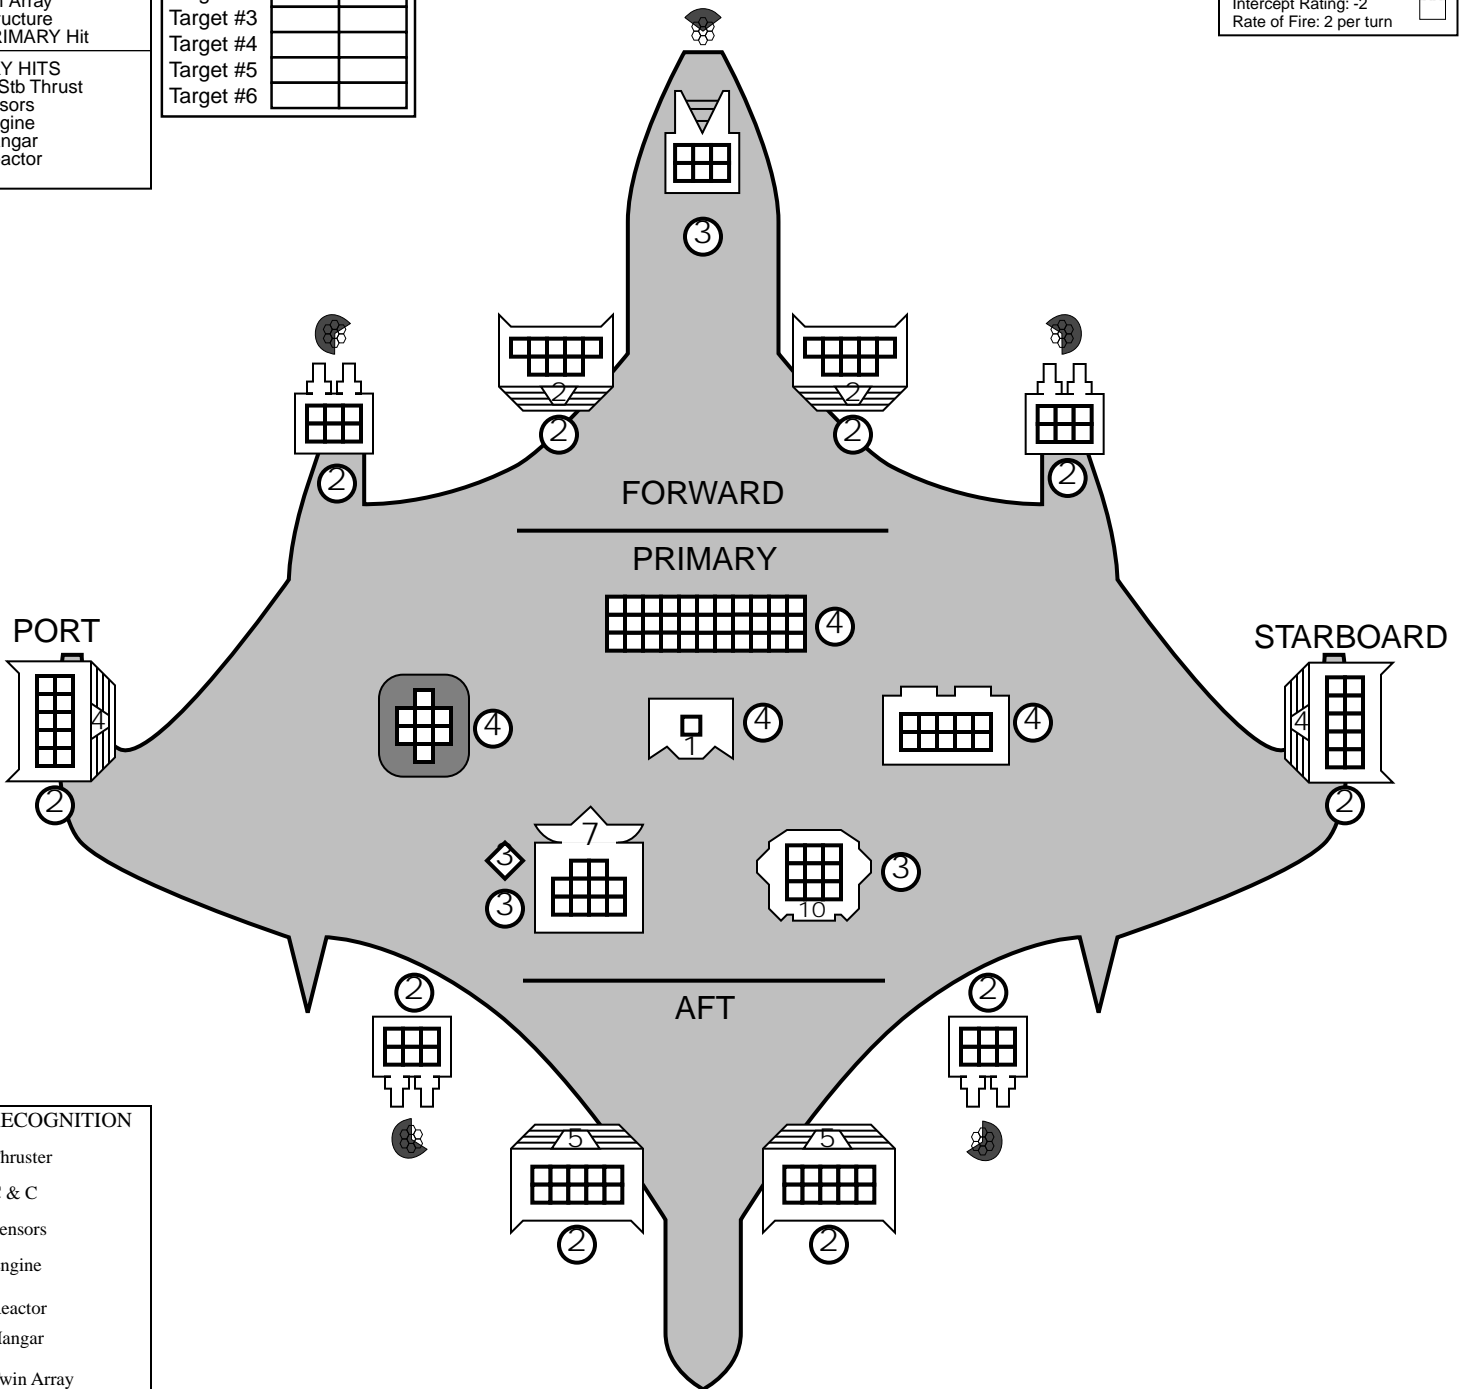 Array
ructure
RIMARY Hit
Y HITS
Stb Thrust
sors
gine
ngar
actor
Target #3
Target #4
Target #5
Target #6
Intercept Rating: -2
Rate of Fire: 2 per turn
3
2
2
2
2
2
2
FORWARD
PRIMARY
4
PORT
STARBOARD
4
4
1
4
4
4
4
2
2
7
3
3
3
10
2
2
AFT
5
5
2
2
ECOGNITION
hruster
C & C
ensors
ngine
eactor
angar
win Array